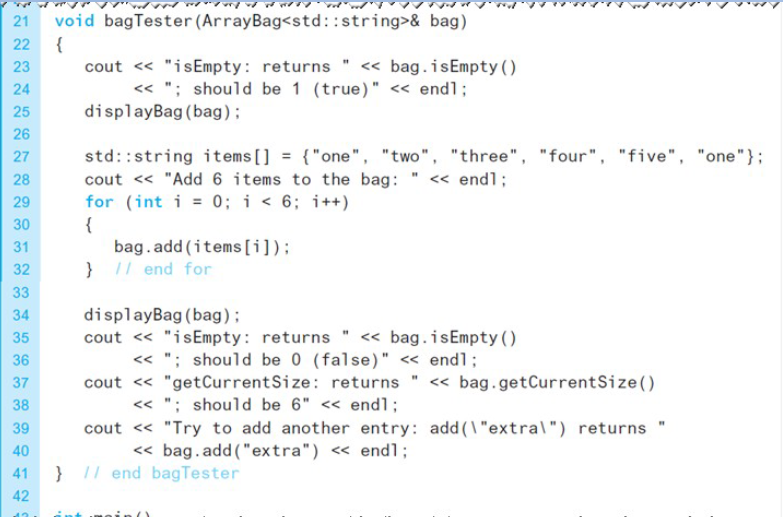 21 void bagTester(ArrayBag<std::string>& bag)
22 {
23 cout << "isEmpty: returns " << bag.isEmpty()
24 << "; should be 1 (true)" << endl;
25 displayBag(bag);
26
27 std::string items[] = {"one", "two", "three", "four", "five", "one"};
28 cout << "Add 6 items to the bag: " << endl;
29 for (int i = 0; i < 6; i++)
30 {
31 bag.add(items[i]);
32 } // end for
33
34 displayBag(bag);
35 cout << "isEmpty: returns " << bag.isEmpty()
36 << "; should be 0 (false)" << endl;
37 cout << "getCurrentSize: returns " << bag.getCurrentSize()
38 << "; should be 6" << endl;
39 cout << "Try to add another entry: add(\"extra\") returns "
40 << bag.add("extra") << endl;
41 } // end bagTester
42